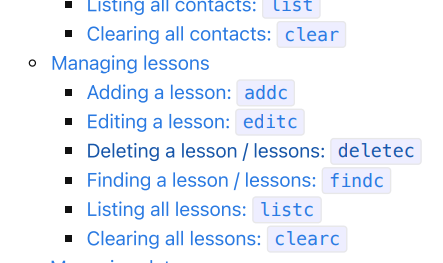 Listing all contacts: list
Clearing all contacts: clear
Managing lessons
Adding a lesson: addc
Editing a lesson: editc
Deleting a lesson / lessons: deletec
Finding a lesson / lessons: findc
Listing all lessons: listc
Clearing all lessons: clearc